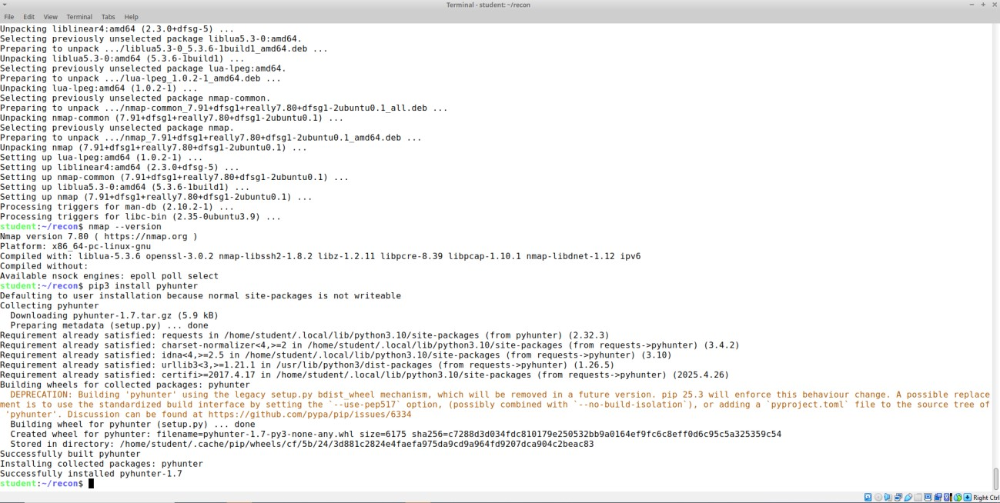 Terminal - student: ~/recon
File Edit View Terminal Tabs Help
Unpacking liblinear4:amd64 (2.3.0+dfsg-5) ...
Selecting previously unselected package liblua5.3-0:amd64.
Preparing to unpack .../liblua5.3-0_5.3.6-1build1_amd64.deb ...
Unpacking liblua5.3-0:amd64 (5.3.6-1build1) ...
Selecting previously unselected package lua-lpeg:amd64.
Preparing to unpack .../lua-lpeg_1.0.2-1_amd64.deb ...
Unpacking lua-lpeg:amd64 (1.0.2-1) ...
Selecting previously unselected package nmap-common.
Preparing to unpack .../nmap-common_7.91+dfsg1+really7.80+dfsg1-2ubuntu0.1_all.deb ...
Unpacking nmap-common (7.91+dfsg1+really7.80+dfsg1-2ubuntu0.1) ...
Selecting previously unselected package nmap.
Preparing to unpack .../nmap_7.91+dfsg1+really7.80+dfsg1-2ubuntu0.1_amd64.deb ...
Unpacking nmap (7.91+dfsg1+really7.80+dfsg1-2ubuntu0.1) ...
Setting up lua-lpeg:amd64 (1.0.2-1) ...
Setting up liblinear4:amd64 (2.3.0+dfsg-5) ...
Setting up nmap-common (7.91+dfsg1+really7.80+dfsg1-2ubuntu0.1) ...
Setting up liblua5.3-0:amd64 (5.3.6-1build1) ...
Setting up nmap (7.91+dfsg1+really7.80+dfsg1-2ubuntu0.1) ...
Processing triggers for man-db (2.10.2-1) ...
Processing triggers for libc-bin (2.35-0ubuntu3.9) ...
student:~/recon$ nmap --version
Nmap version 7.80 ( https://nmap.org )
Platform: x86_64-pc-linux-gnu
Compiled with: liblua-5.3.6 openssl-3.0.2 nmap-libssh2-1.8.2 libz-1.2.11 libpcre-8.39 libpcap-1.10.1 nmap-libdnet-1.12 ipv6
Compiled without:
Available nsock engines: epoll poll select
student:~/recon$ pip3 install pyhunter
Defaulting to user installation because normal site-packages is not writeable
Collecting pyhunter
  Downloading pyhunter-1.7.tar.gz (5.9 kB)
  Preparing metadata (setup.py) ... done
Requirement already satisfied: requests in /home/student/.local/lib/python3.10/site-packages (from pyhunter) (2.32.3)
Requirement already satisfied: charset-normalizer<4,>=2 in /home/student/.local/lib/python3.10/site-packages (from requests->pyhunter) (3.4.2)
Requirement already satisfied: idna<4,>=2.5 in /home/student/.local/lib/python3.10/site-packages (from requests->pyhunter) (3.10)
Requirement already satisfied: urllib3<3,>=1.21.1 in /usr/lib/python3/dist-packages (from requests->pyhunter) (1.26.5)
Requirement already satisfied: certifi>=2017.4.17 in /home/student/.local/lib/python3.10/site-packages (from requests->pyhunter) (2025.4.26)
Building wheels for collected packages: pyhunter
  DEPRECATION: Building 'pyhunter' using the legacy setup.py bdist_wheel mechanism, which will be removed in a future version. pip 25.3 will enforce this behaviour change. A possible replace
ment is to use the standardized build interface by setting the `--use-pep517` option, (possibly combined with `--no-build-isolation`), or adding a `pyproject.toml` file to the source tree of
 'pyhunter'. Discussion can be found at https://github.com/pypa/pip/issues/6334
  Building wheel for pyhunter (setup.py) ... done
  Created wheel for pyhunter: filename=pyhunter-1.7-py3-none-any.whl size=6175 sha256=c7288d3d034fdc810179e250532bb9a0164ef9fc6c8eff0d6c95c5a325359c54
  Stored in directory: /home/student/.cache/pip/wheels/cf/5b/24/3d881c2824e4faefa975da9cd9a964fd9207dca904c2beac83
Successfully built pyhunter
Installing collected packages: pyhunter
Successfully installed pyhunter-1.7
student:~/recon$
Right Ctrl